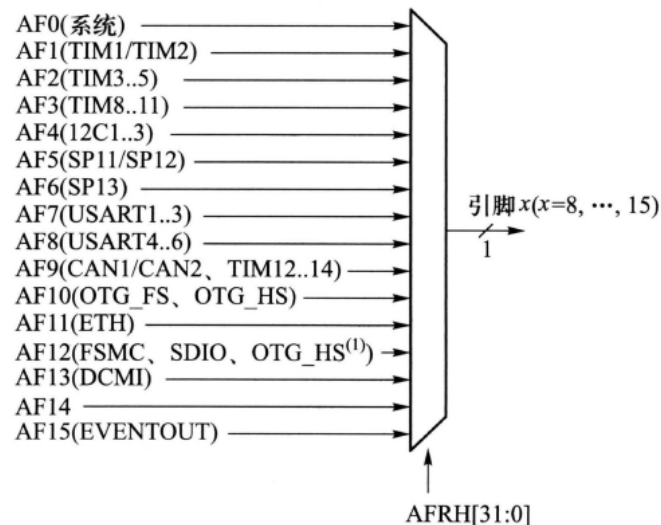 AF0(系统)
AF1(TIM1/TIM2)
AF2(TIM3..5)
AF3(TIM8..11)
AF4(12C1..3)
AF5(SP11/SP12)
AF6(SP13)
AF7(USART1..3)
AF8(USART4..6)
AF9(CAN1/CAN2、TIM12..14)
AF10(OTG_FS、OTG_HS)
AF11(ETH)
AF12(FSMC、SDIO、OTG_HS(1))
AF13(DCMI)
AF14
AF15(EVENTOUT)
引脚x(x=8, ···, 15)
1
AFRH[31:0]